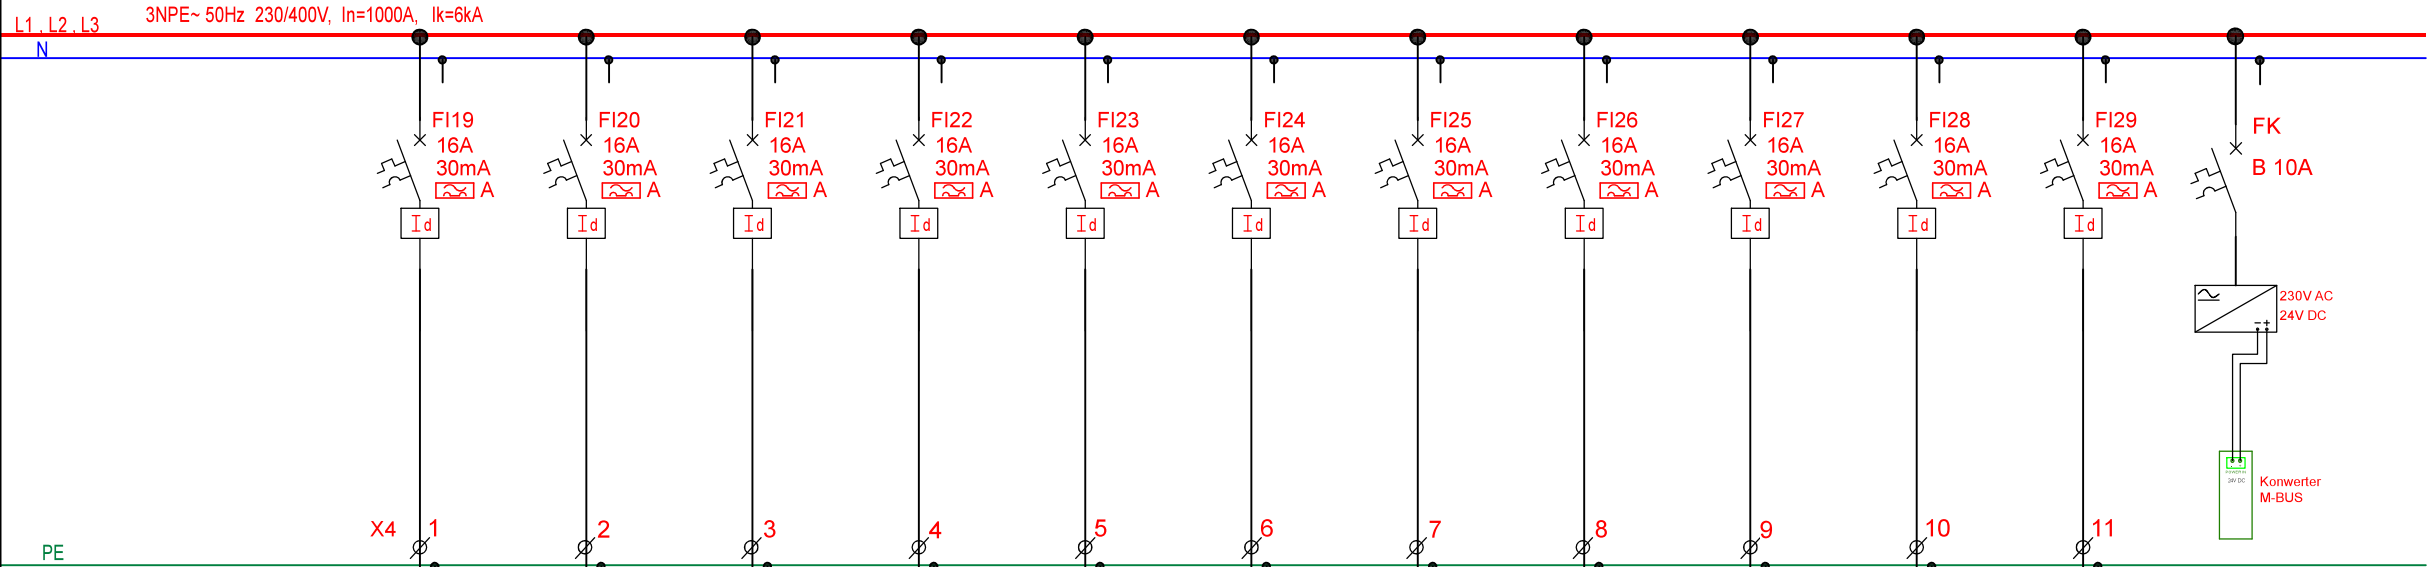 3NPE~ 50Hz 230/400V, In=1000A, Ik=6kA
L1 , L2 , L3
N
FI19 FI20 FI21 FI22 FI23 FI24 FI25 FI26 FI27 FI28 FI29 FK
16A 16A 16A 16A 16A 16A 16A 16A 16A 16A 16A
30mA 30mA 30mA 30mA 30mA 30mA 30mA 30mA 30mA 30mA 30mA B 10A
A A A A A A A A A A A
Id Id Id Id Id Id Id Id Id Id Id
230V AC
24V DC
24V DC
Konwerter
M-BUS
X4 1 2 3 4 5 6 7 8 9 10 11
PE